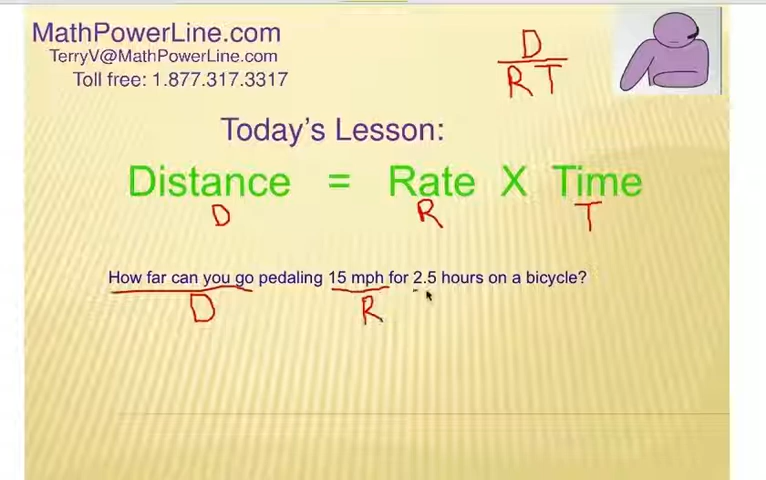 MathPowerLine.com
TerryV@MathPowerLine.com
Toll free: 1.877.317.3317
D
R T
Today's Lesson:
Distance = Rate X Time
D R T
How far can you go pedaling 15 mph for 2.5 hours on a bicycle?
D R